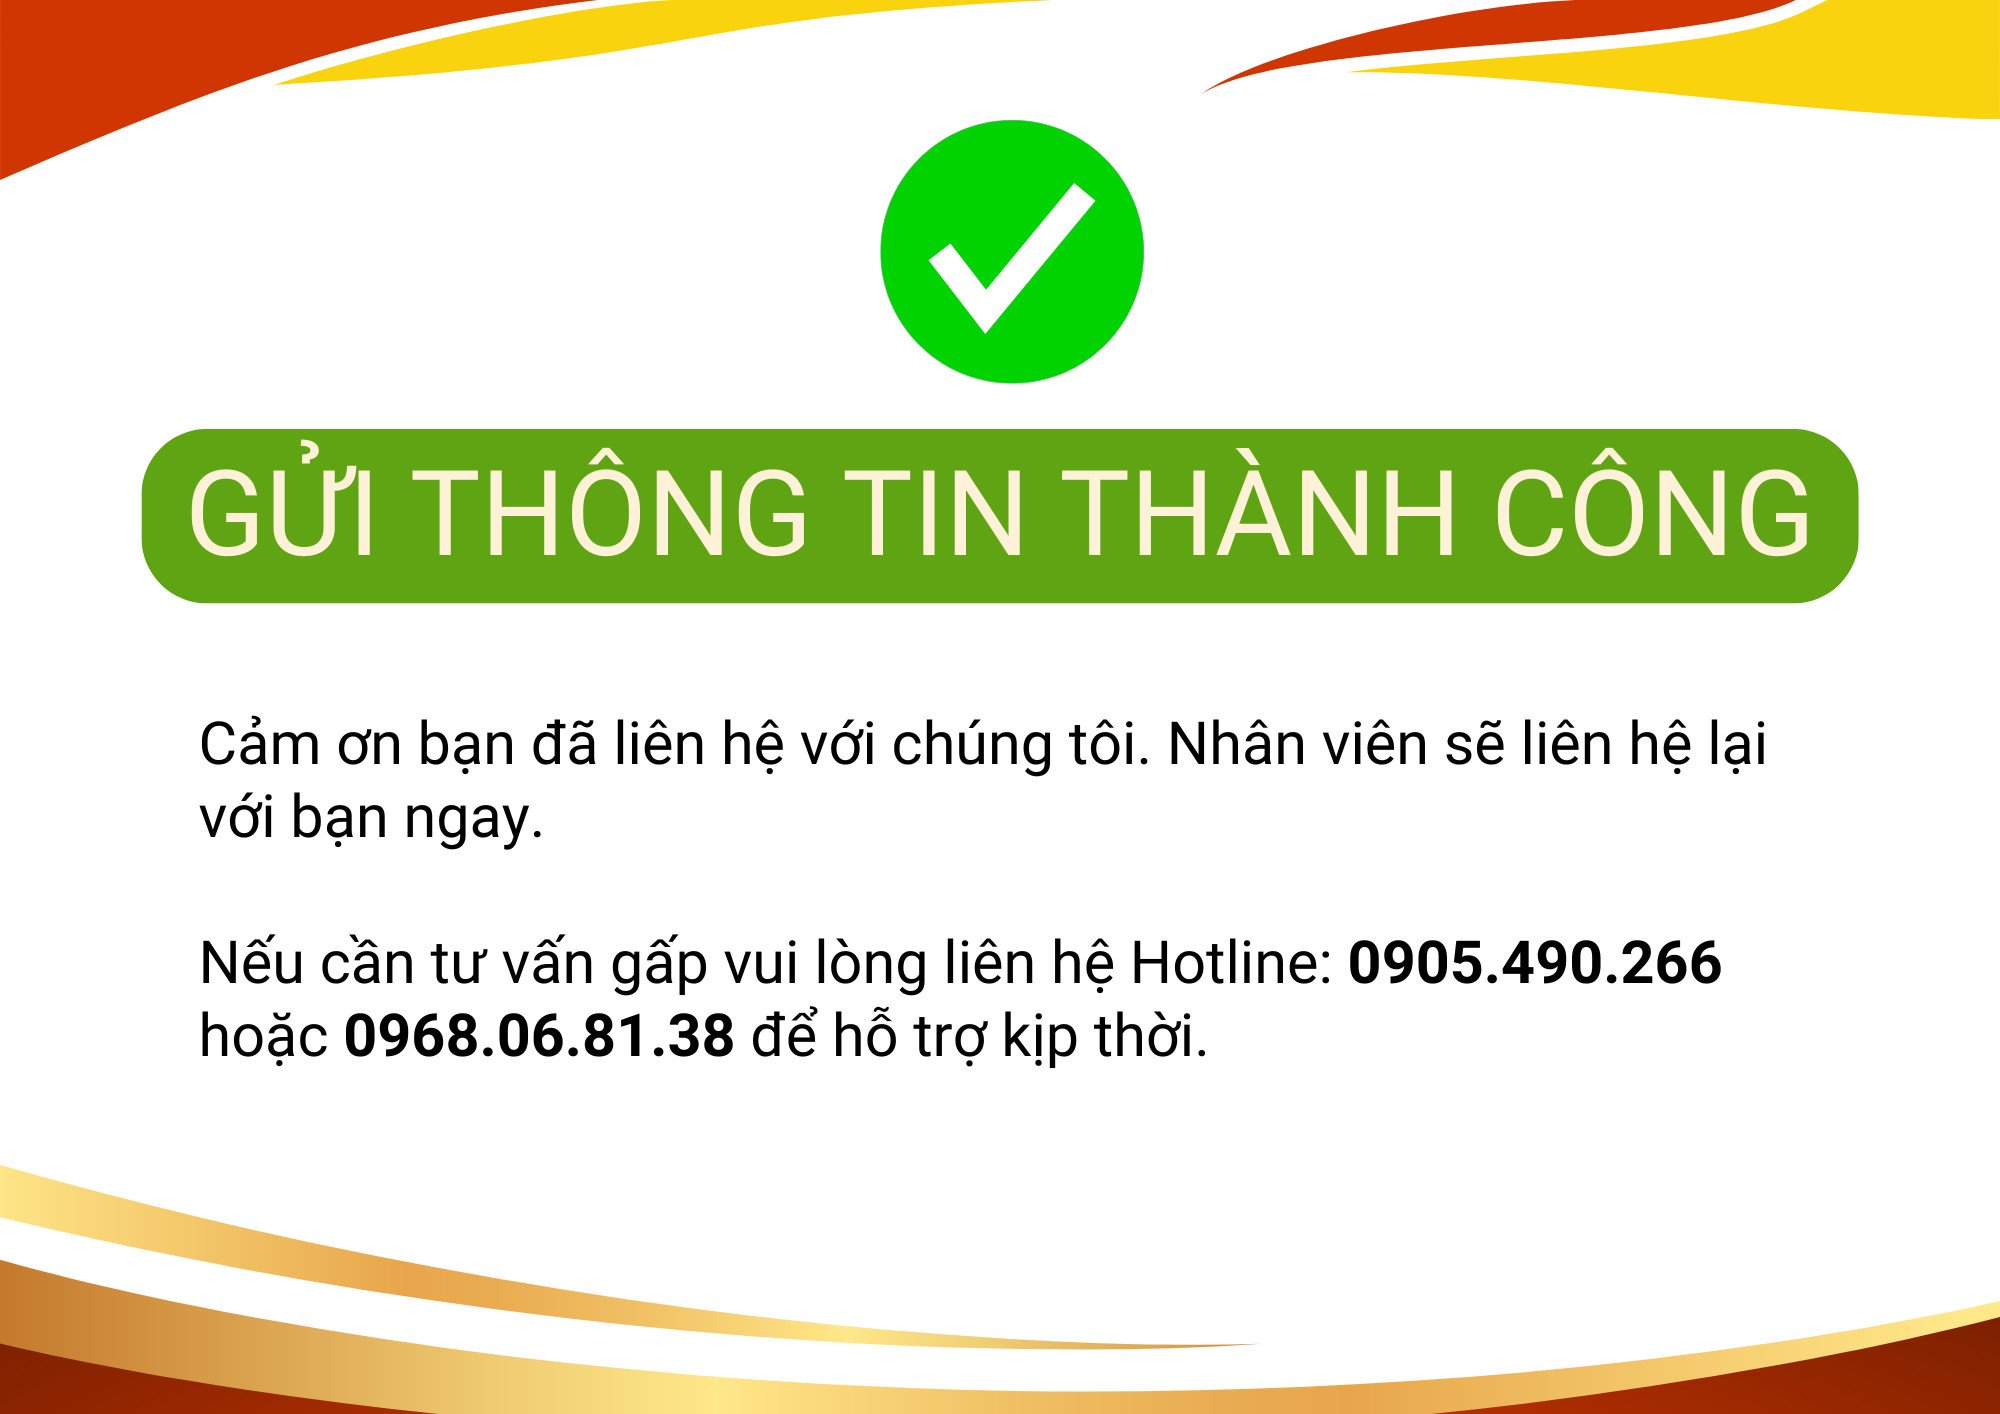 GỬI THÔNG TIN THÀNH CÔNG
Cảm ơn bạn đã liên hệ với chúng tôi. Nhân viên sẽ liên hệ lại
với bạn ngay.
Nếu cần tư vấn gấp vui lòng liên hệ Hotline: 0905.490.266
hoặc 0968.06.81.38 để hỗ trợ kịp thời.